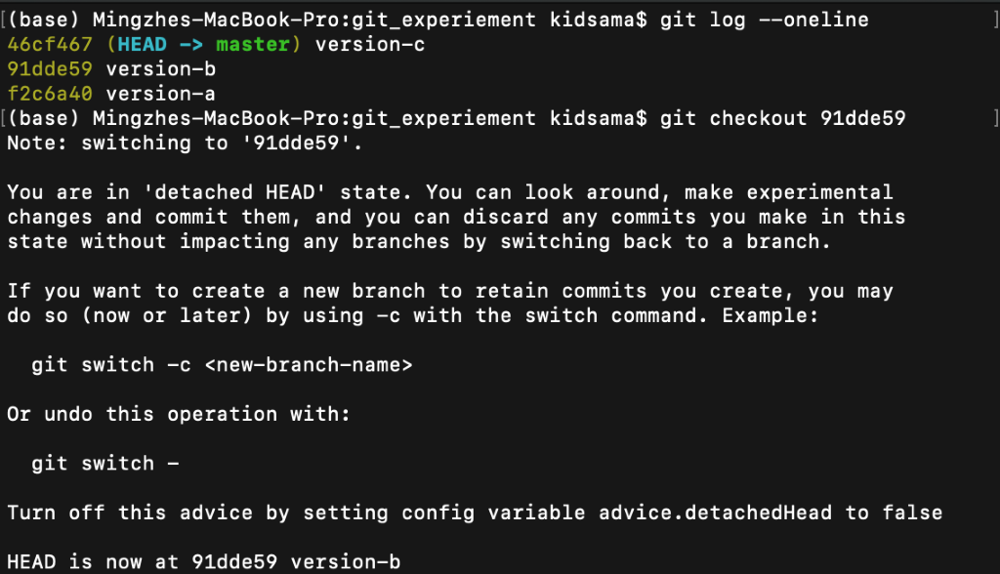 [(base) Mingzhes-MacBook-Pro:git_experiement kidsama$ git log --oneline ]
46cf467 (HEAD -> master) version-c
91dde59 version-b
f2c6a40 version-a
[(base) Mingzhes-MacBook-Pro:git_experiement kidsama$ git checkout 91dde59 ]
Note: switching to '91dde59'.
You are in 'detached HEAD' state. You can look around, make experimental
changes and commit them, and you can discard any commits you make in this
state without impacting any branches by switching back to a branch.
If you want to create a new branch to retain commits you create, you may
do so (now or later) by using -c with the switch command. Example:
git switch -c <new-branch-name>
Or undo this operation with:
git switch -
Turn off this advice by setting config variable advice.detachedHead to false
HEAD is now at 91dde59 version-b